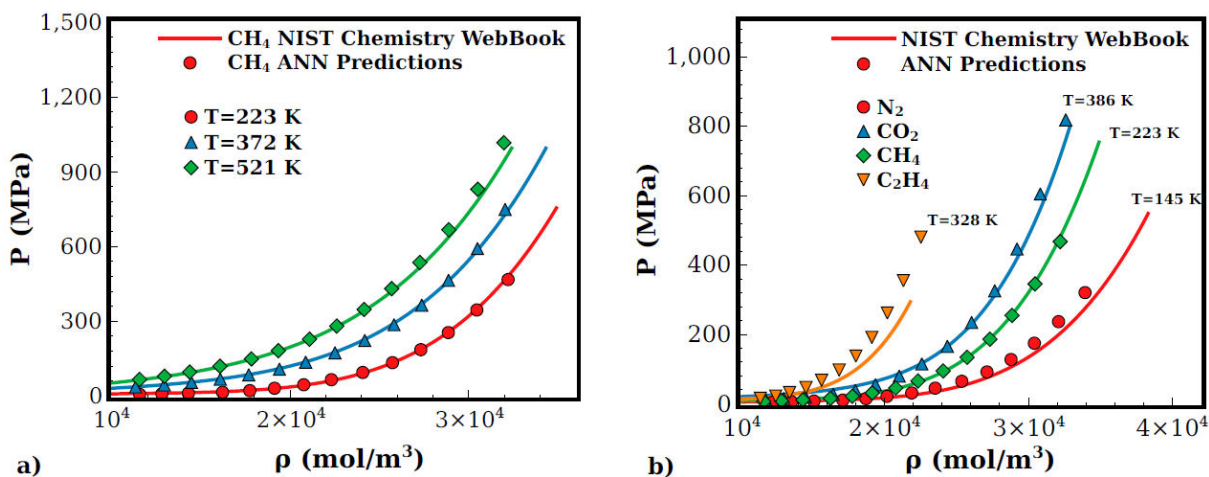 1,500
1,200
900
600
300
0
P (MPa)
CH₄ NIST Chemistry WebBook
CH₄ ANN Predictions
T=223 K
T=372 K
T=521 K
10⁴
2×10⁴
3×10⁴
ρ (mol/m³)
a)
1,000
800
600
400
200
0
P (MPa)
NIST Chemistry WebBook
ANN Predictions
N₂
CO₂
CH₄
C₂H₄
T=386 K
T=223 K
T=145 K
T=328 K
10⁴
2×10⁴
3×10⁴
4×10⁴
ρ (mol/m³)
b)